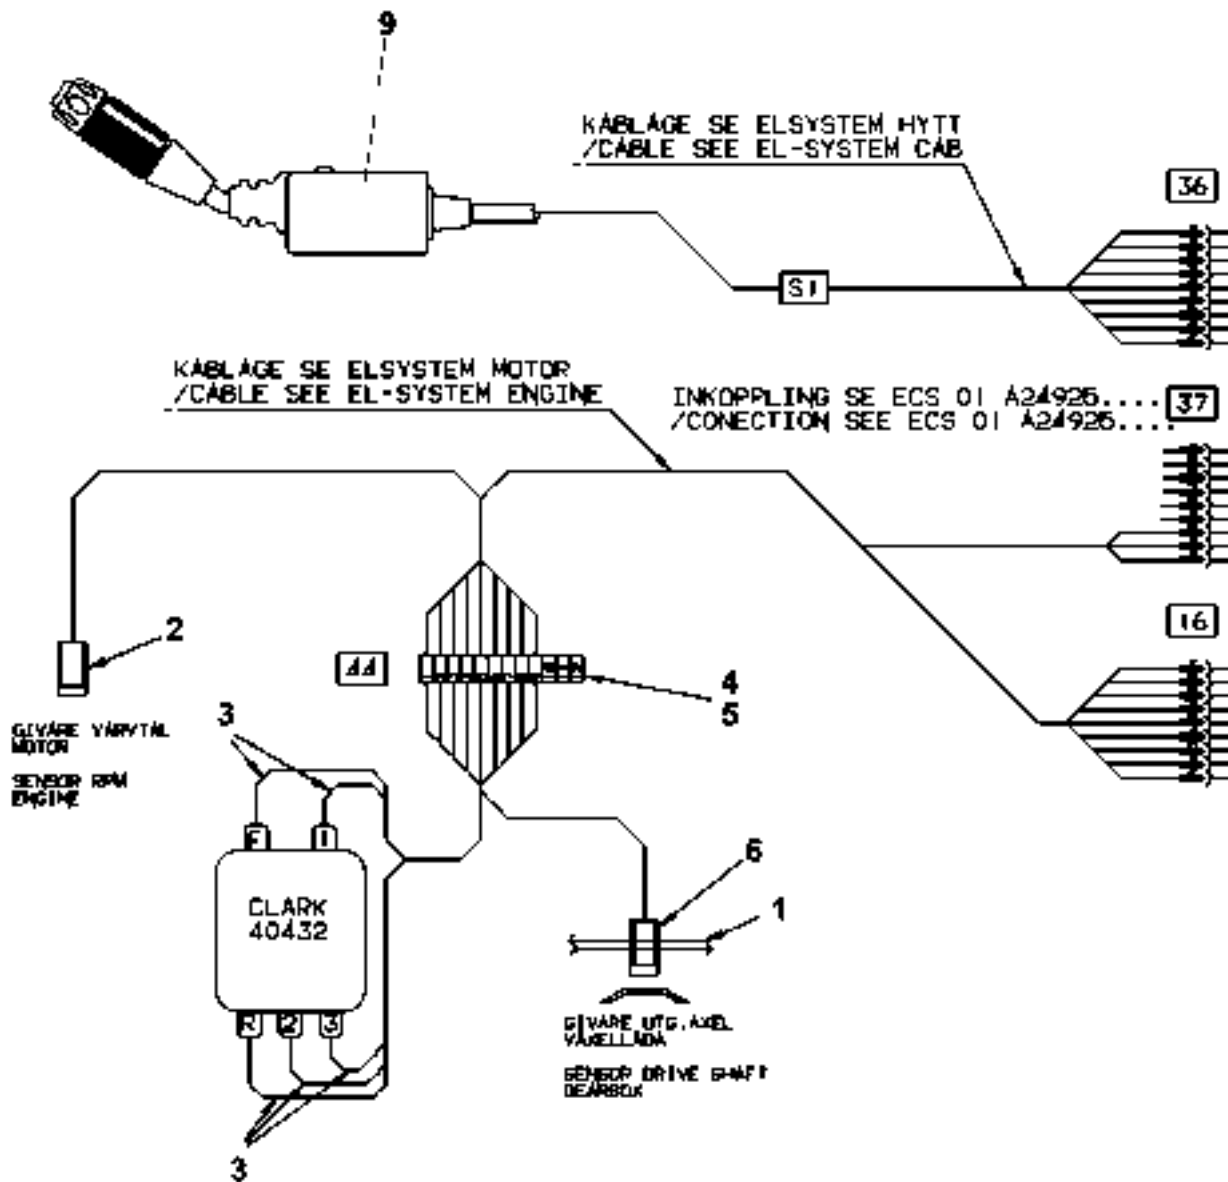 9
KABLAGE SE ELSYSTEM HYTT
/CABLE SEE EL-SYSTEM CAB
36
S1
KABLAGE SE ELSYSTEM MOTOR
/CABLE SEE EL-SYSTEM ENGINE
INKOPPLING SE ECS 01 A24925....
/CONECTION SEE ECS 01 A24925....
37
2
16
44
4
5
GIVARE VARVTAL
MOTOR
SENSOR RPM
ENGINE
3
F 1
CLARK
40432
R 2 3
6
1
GIVARE UTG.AXEL
VÄXELLÅDA
SENSOR DRIVE SHAFT
GEARBOX
3